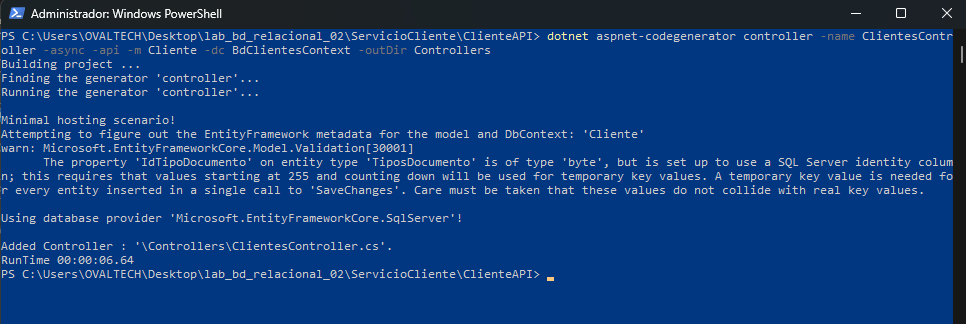 Administrador: Windows PowerShell
PS C:\Users\OVALTECH\Desktop\lab_bd_relacional_02\ServicioCliente\ClienteAPI> dotnet aspnet-codegenerator controller -name ClientesContr
oller -async -api -m Cliente -dc BdClientesContext -outDir Controllers
Building project ...
Finding the generator 'controller'...
Running the generator 'controller'...
Minimal hosting scenario!
Attempting to figure out the EntityFramework metadata for the model and DbContext: 'Cliente'
warn: Microsoft.EntityFrameworkCore.Model.Validation[30001]
The property 'IdTipoDocumento' on entity type 'TiposDocumento' is of type 'byte', but is set up to use a SQL Server identity colum
n; this requires that values starting at 255 and counting down will be used for temporary key values. A temporary key value is needed fo
r every entity inserted in a single call to 'SaveChanges'. Care must be taken that these values do not collide with real key values.
Using database provider 'Microsoft.EntityFrameworkCore.SqlServer'!
Added Controller : '\Controllers\ClientesController.cs'.
RunTime 00:00:06.64
PS C:\Users\OVALTECH\Desktop\lab_bd_relacional_02\ServicioCliente\ClienteAPI>